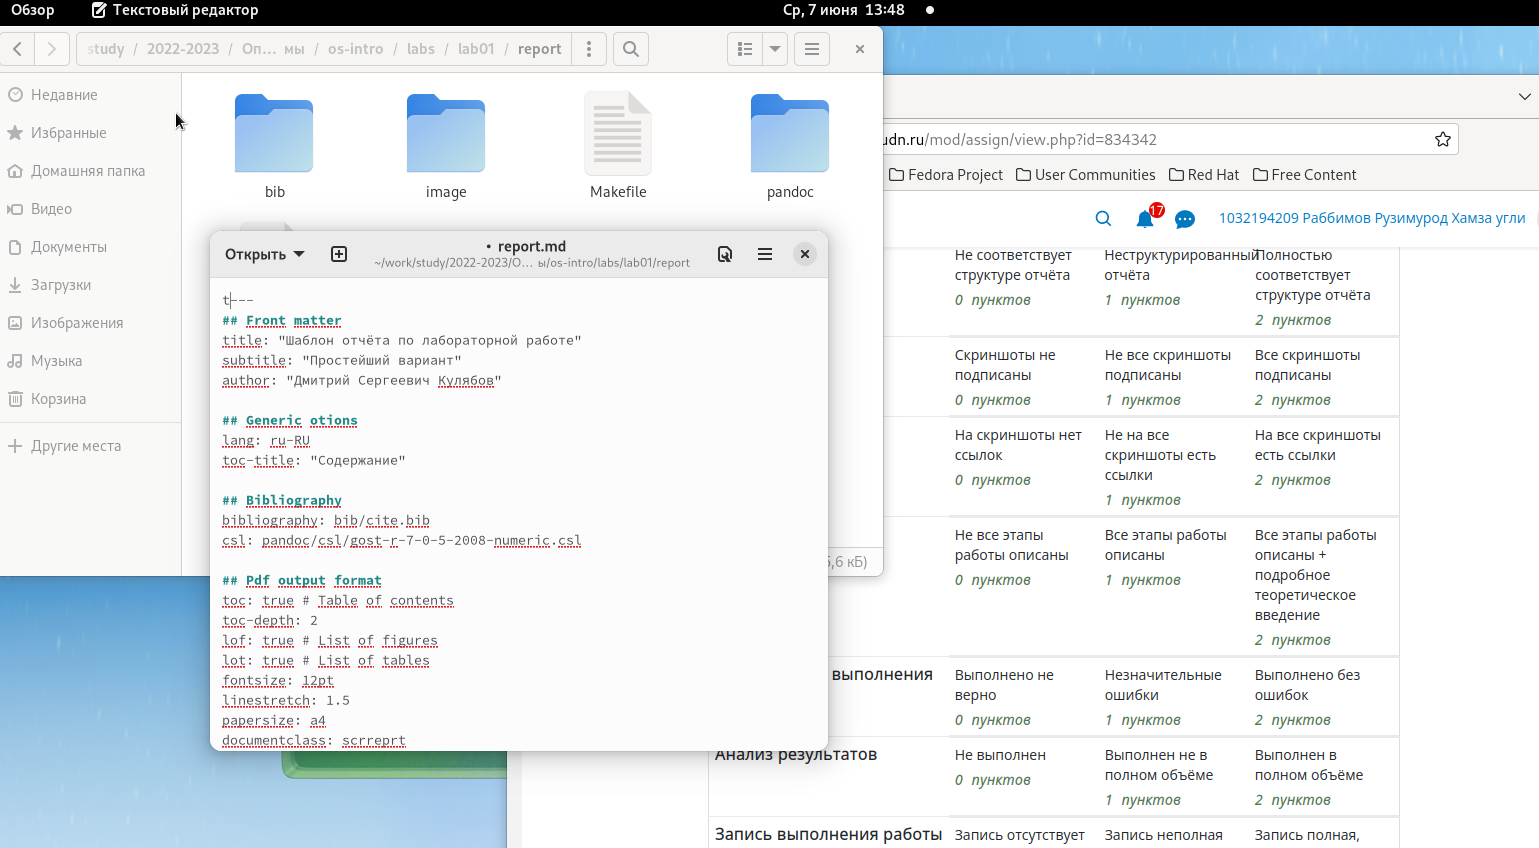 Обзор
Текстовый редактор
Ср, 7 июня 13:48
study / 2022-2023 / Оп… мы / os-intro / labs / lab01 / report
Недавние
Избранные
Домашняя папка
Видео
Документы
Загрузки
Изображения
Музыка
Корзина
Другие места
bib
image
Makefile
pandoc
5,6 кБ)
Открыть
• report.md
~/work/study/2022-2023/О… ы/os-intro/labs/lab01/report
t---
## Front matter
title: "Шаблон отчёта по лабораторной работе"
subtitle: "Простейший вариант"
author: "Дмитрий Сергеевич Кулябов"
## Generic otions
lang: ru-RU
toc-title: "Содержание"
## Bibliography
bibliography: bib/cite.bib
csl: pandoc/csl/gost-r-7-0-5-2008-numeric.csl
## Pdf output format
toc: true # Table of contents
toc-depth: 2
lof: true # List of figures
lot: true # List of tables
fontsize: 12pt
linestretch: 1.5
papersize: a4
documentclass: scrreprt
udn.ru/mod/assign/view.php?id=834342
Fedora Project
User Communities
Red Hat
Free Content
17
1032194209 Раббимов Рузимурод Хамза угли
Не соответствует
структуре отчёта
0 пунктов
Неструктурированный
отчёта
1 пунктов
Полностью
соответствует
структуре отчёта
2 пунктов
Скриншоты не
подписаны
0 пунктов
Не все скриншоты
подписаны
1 пунктов
Все скриншоты
подписаны
2 пунктов
На скриншоты нет
ссылок
0 пунктов
Не на все
скриншоты есть
ссылки
1 пунктов
На все скриншоты
есть ссылки
2 пунктов
Не все этапы
работы описаны
0 пунктов
Все этапы работы
описаны
1 пунктов
Все этапы работы
описаны +
подробное
теоретическое
введение
2 пунктов
выполнения
Выполнено не
верно
0 пунктов
Незначительные
ошибки
1 пунктов
Выполнено без
ошибок
2 пунктов
Анализ результатов
Не выполнен
0 пунктов
Выполнен не в
полном объёме
1 пунктов
Выполнен в
полном объёме
2 пунктов
Запись выполнения работы
Запись отсутствует
Запись неполная
Запись полная,